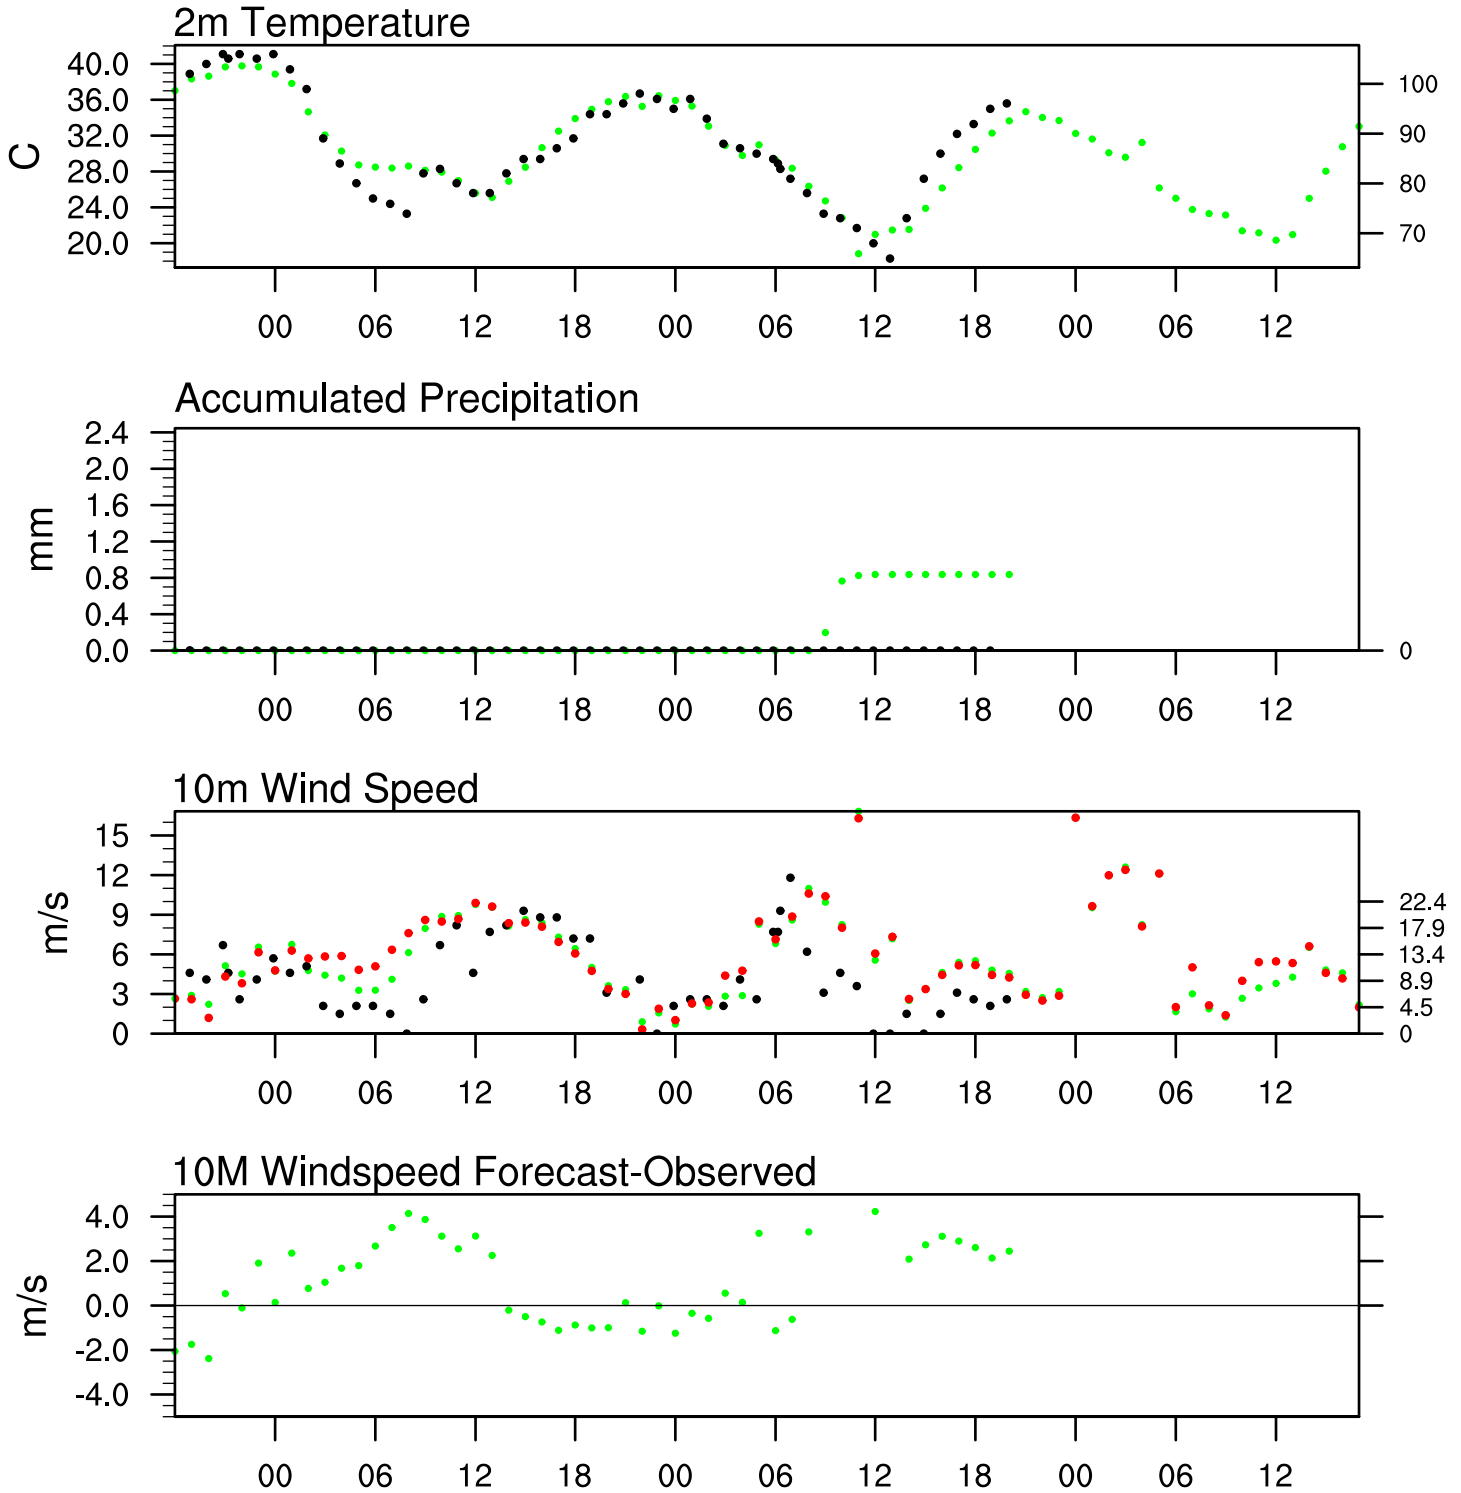 2m Temperature
40.0
36.0
32.0
28.0
24.0
20.0
C
100
90
80
70
00 06 12 18 00 06 12 18 00 06 12
Accumulated Precipitation
2.4
2.0
1.6
1.2
0.8
0.4
0.0
mm
0
00 06 12 18 00 06 12 18 00 06 12
10m Wind Speed
15
12
9
6
3
0
m/s
22.4
17.9
13.4
8.9
4.5
0
00 06 12 18 00 06 12 18 00 06 12
10M Windspeed Forecast-Observed
4.0
2.0
0.0
-2.0
-4.0
m/s
00 06 12 18 00 06 12 18 00 06 12